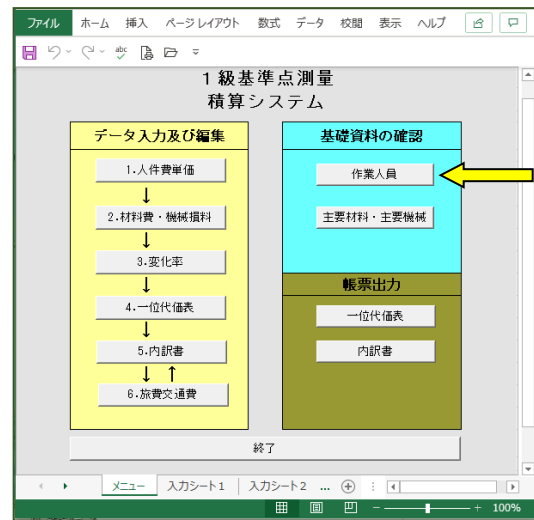 ファイル ホーム 挿入 ページ レイアウト 数式 データ 校閲 表示 ヘルプ
abc
1級基準点測量
積算システム
データ入力及び編集
1.人件費単価
↓
2.材料費・機械損料
↓
3.変化率
↓
4.一位代価表
↓
5.内訳書
↓ ↑
6.旅費交通費
基礎資料の確認
作業人員
主要材料・主要機械
帳票出力
一位代価表
内訳書
終了
メニュー 入力シート1 入力シート2 ...
100%